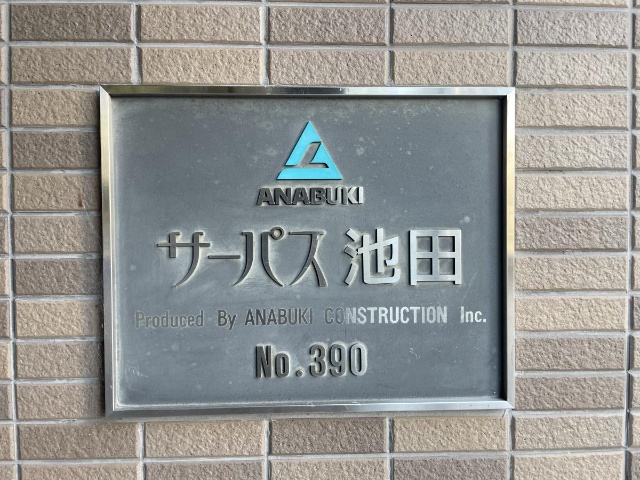 ANABUKI
サーパス池田
Produced By ANABUKI CONSTRUCTION Inc.
No.390